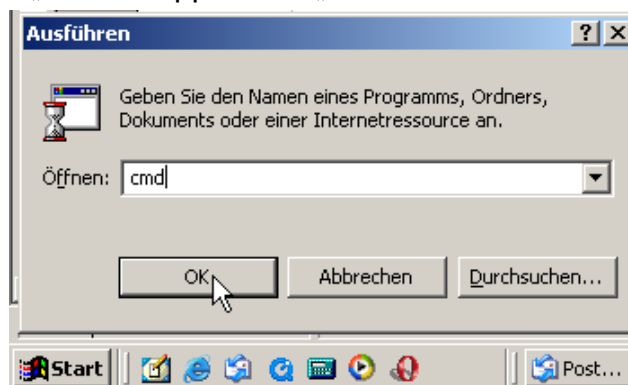 Ausführen
Geben Sie den Namen eines Programms, Ordners,
Dokuments oder einer Internetressource an.
Öffnen: cmd
OK Abbrechen Durchsuchen...
Start Post...